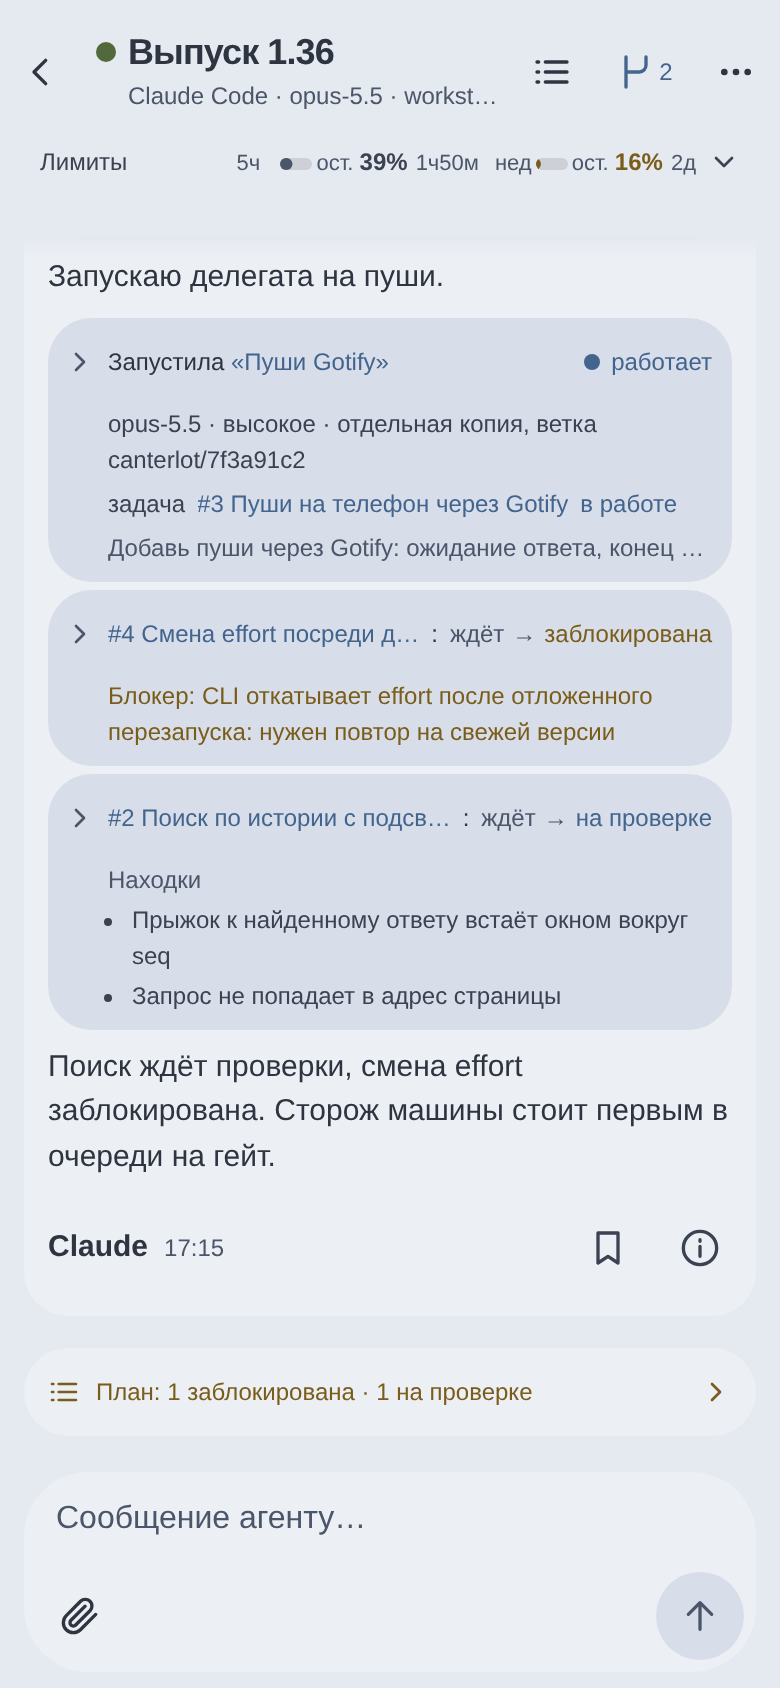 Выпуск 1.36
Claude Code · opus-5.5 · workst…
2
Лимиты 5ч ост. 39% 1ч50м нед ост. 16% 2д
Запускаю делегата на пуши.
Запустила «Пуши Gotify» работает
opus-5.5 · высокое · отдельная копия, ветка
canterlot/7f3a91c2
задача #3 Пуши на телефон через Gotify в работе
Добавь пуши через Gotify: ожидание ответа, конец …
#4 Смена effort посреди д… : ждёт → заблокирована
Блокер: CLI откатывает effort после отложенного
перезапуска: нужен повтор на свежей версии
#2 Поиск по истории с подсв… : ждёт → на проверке
Находки
• Прыжок к найденному ответу встаёт окном вокруг
seq
• Запрос не попадает в адрес страницы
Поиск ждёт проверки, смена effort
заблокирована. Сторож машины стоит первым в
очереди на гейт.
Claude 17:15
План: 1 заблокирована · 1 на проверке
Сообщение агенту…